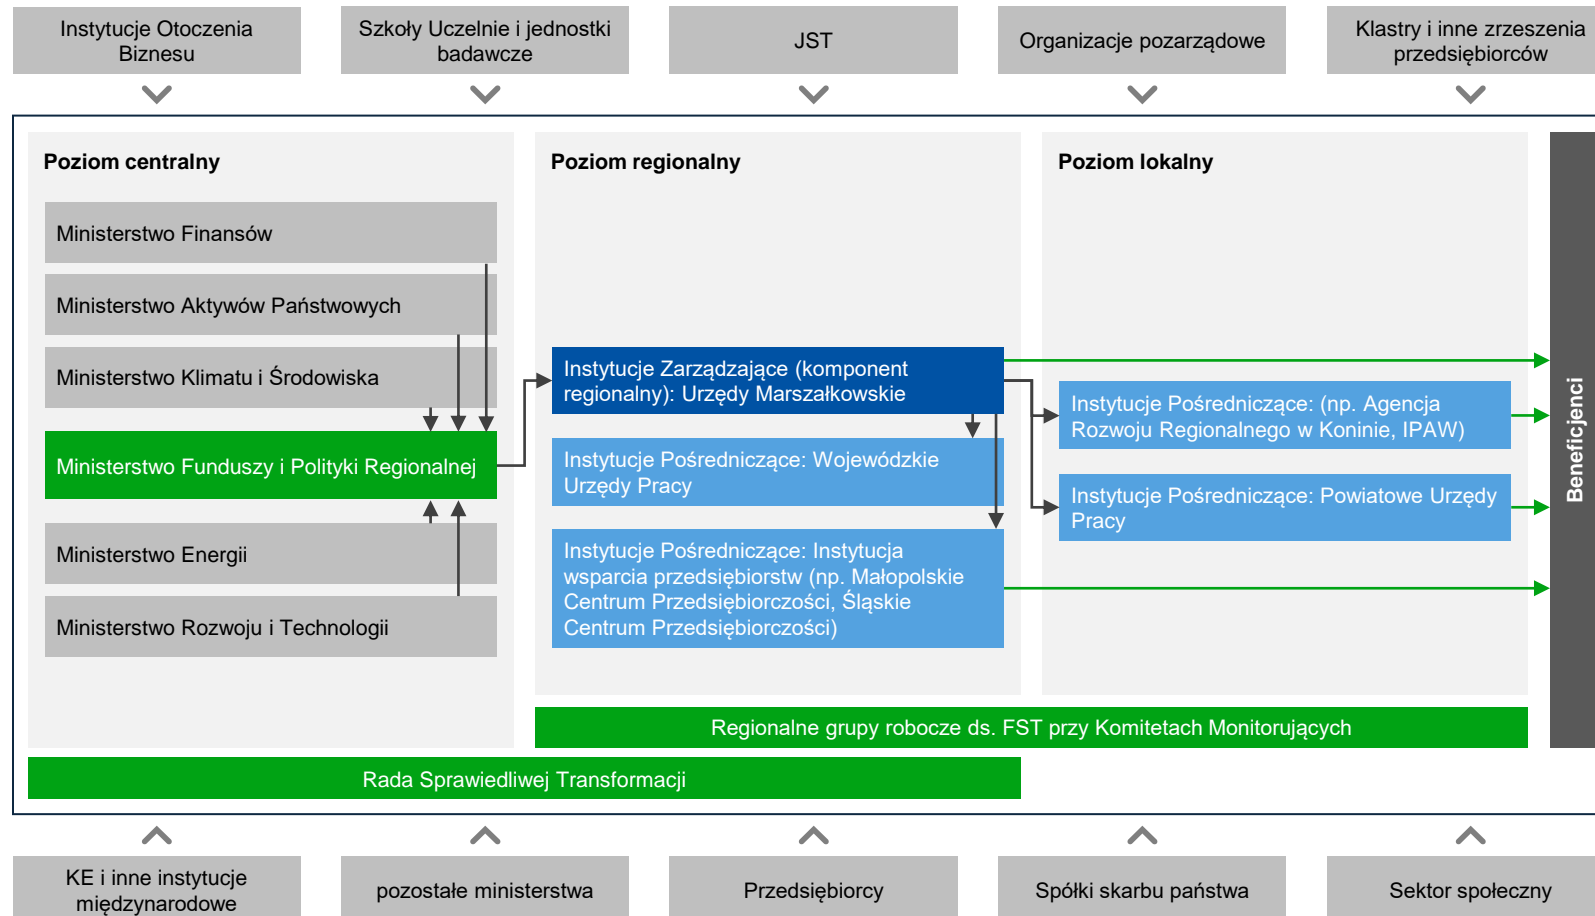 Instytucje Otoczenia
Biznesu
Szkoły Uczelnie i jednostki
badawcze
JST
Organizacje pozarządowe
Klastry i inne zrzeszenia
przedsiębiorców
Poziom centralny
Ministerstwo Finansów
Ministerstwo Aktywów Państwowych
Ministerstwo Klimatu i Środowiska
Ministerstwo Funduszy i Polityki Regionalnej
Ministerstwo Energii
Ministerstwo Rozwoju i Technologii
Poziom regionalny
Instytucje Zarządzające (komponent
regionalny): Urzędy Marszałkowskie
Instytucje Pośredniczące: Wojewódzkie
Urzędy Pracy
Instytucje Pośredniczące: Instytucja
wsparcia przedsiębiorstw (np. Małopolskie
Centrum Przedsiębiorczości, Śląskie
Centrum Przedsiębiorczości)
Poziom lokalny
Instytucje Pośredniczące: (np. Agencja
Rozwoju Regionalnego w Koninie, IPAW)
Instytucje Pośredniczące: Powiatowe Urzędy
Pracy
Beneficjenci
Regionalne grupy robocze ds. FST przy Komitetach Monitorujących
Rada Sprawiedliwej Transformacji
KE i inne instytucje
międzynarodowe
pozostałe ministerstwa
Przedsiębiorcy
Spółki skarbu państwa
Sektor społeczny